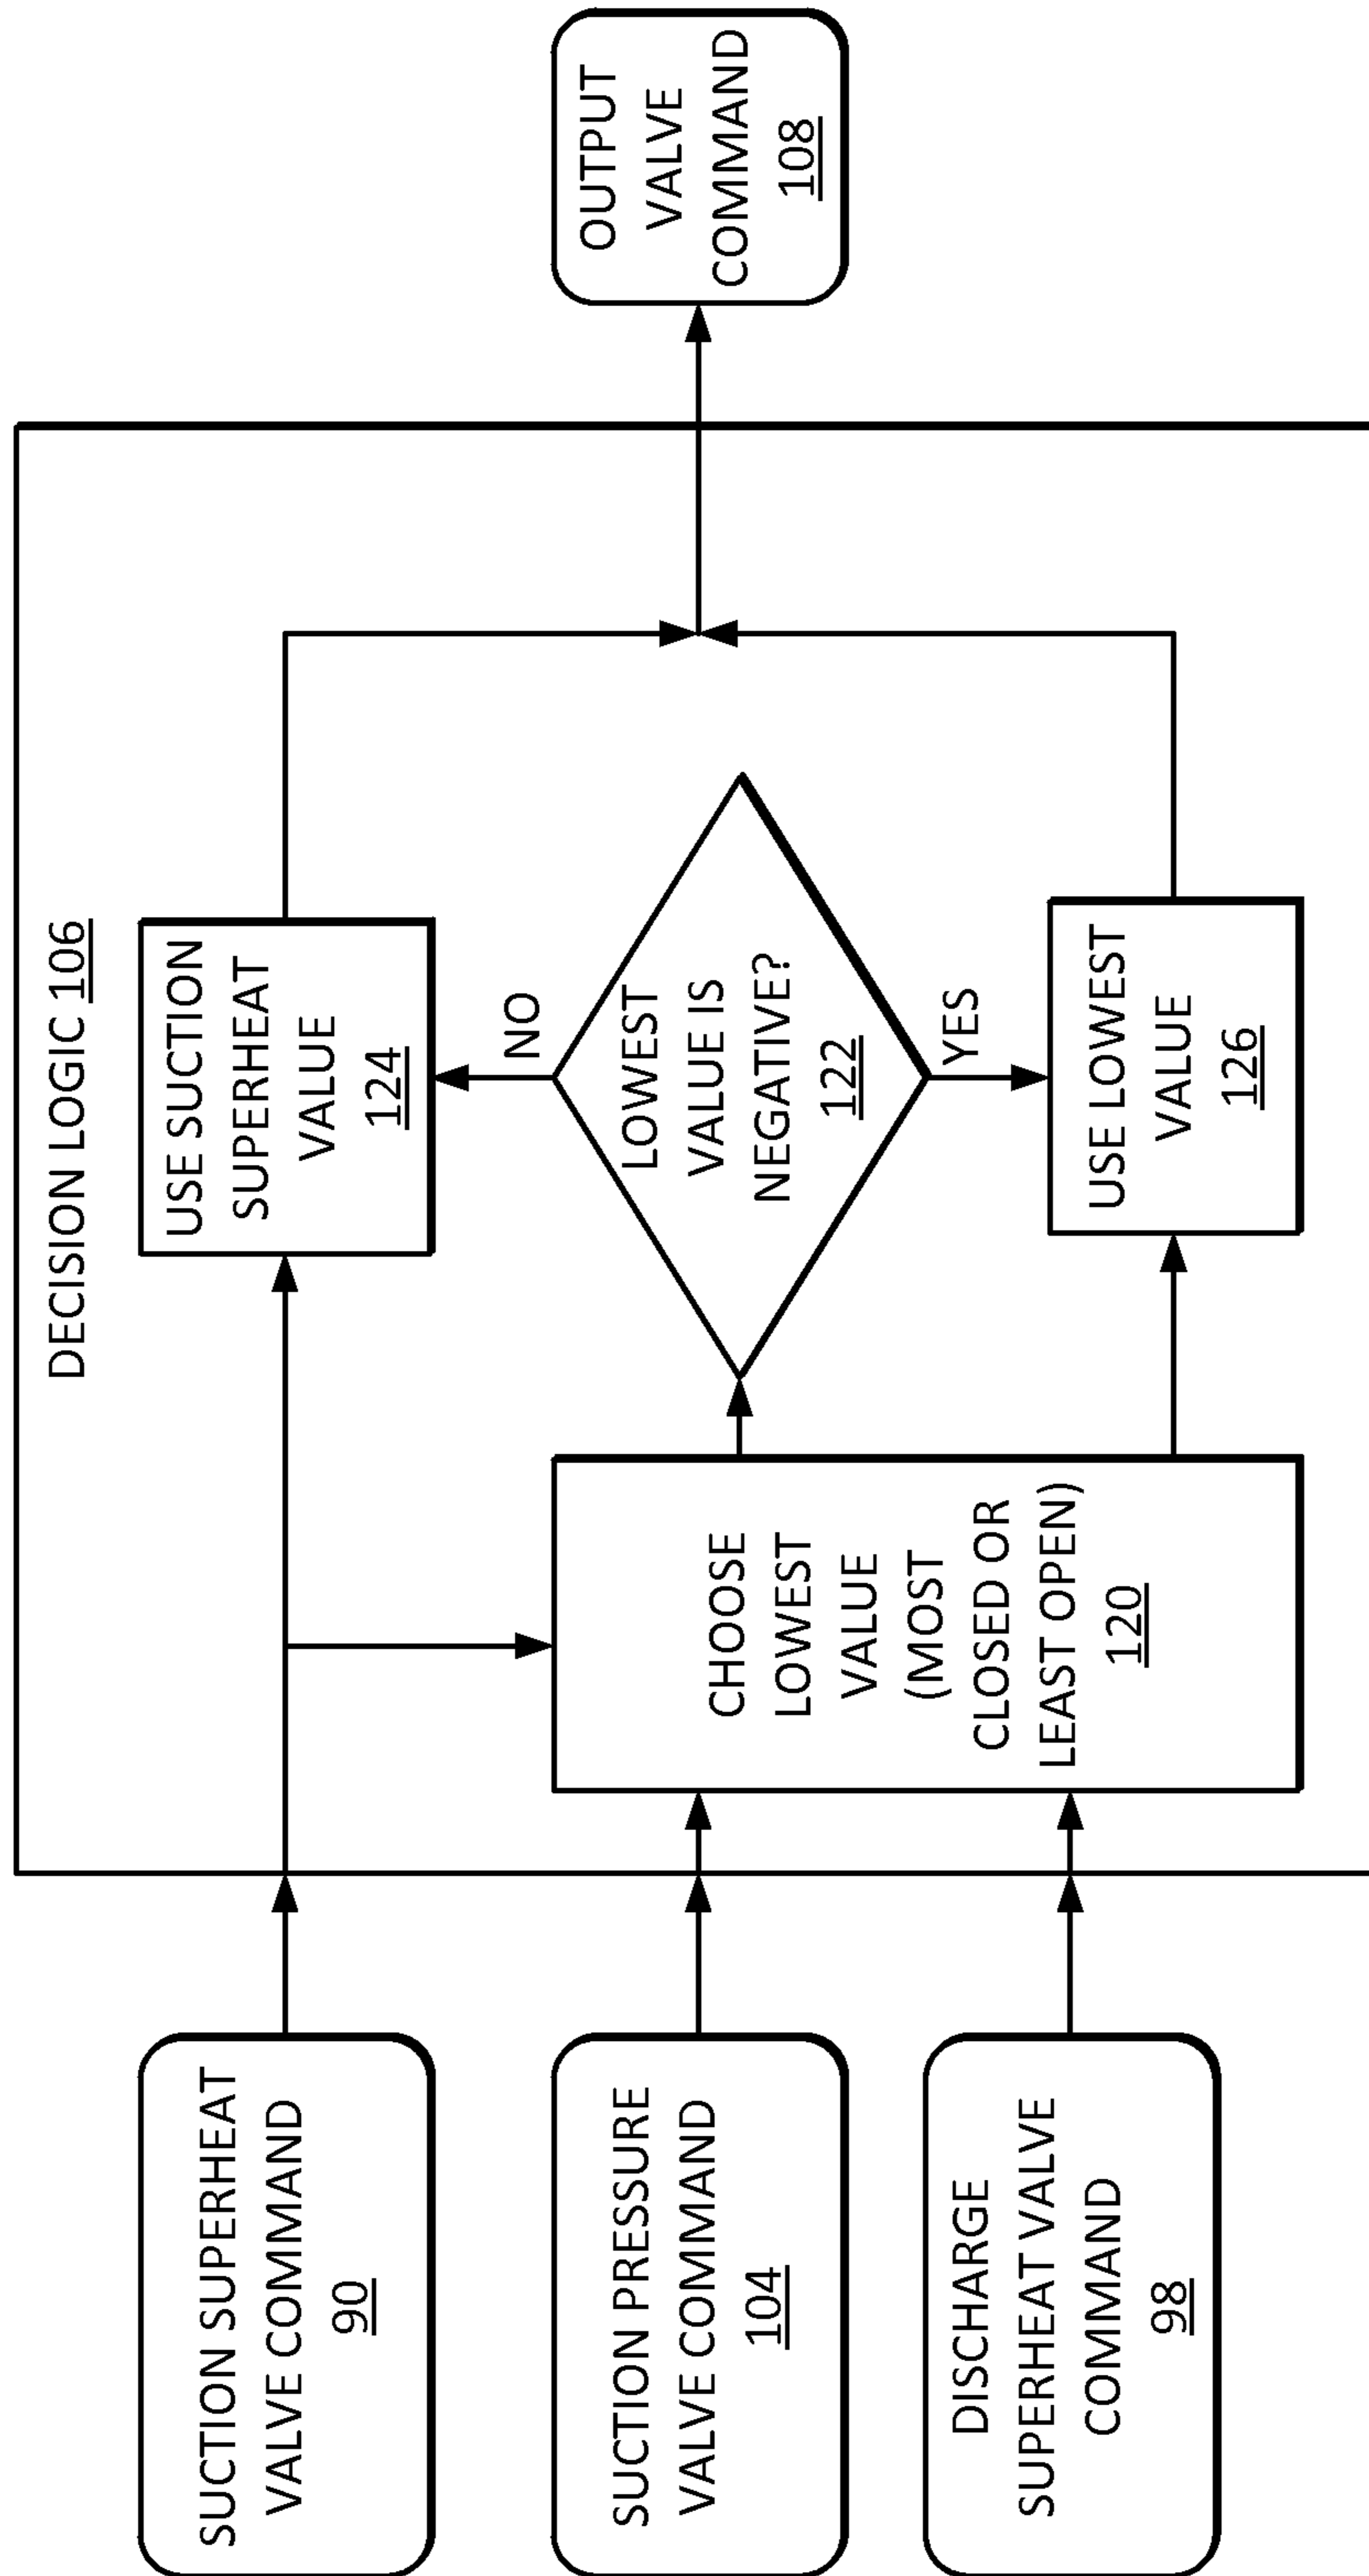 DECISION LOGIC 106
SUCTION SUPERHEAT
VALVE COMMAND
90
SUCTION PRESSURE
VALVE COMMAND
104
DISCHARGE
SUPERHEAT VALVE
COMMAND
98
CHOOSE
LOWEST
VALUE
(MOST
CLOSED OR
LEAST OPEN)
120
USE SUCTION
SUPERHEAT
VALUE
124
NO
LOWEST
VALUE IS
NEGATIVE?
122
YES
USE LOWEST
VALUE
126
OUTPUT
VALVE
COMMAND
108